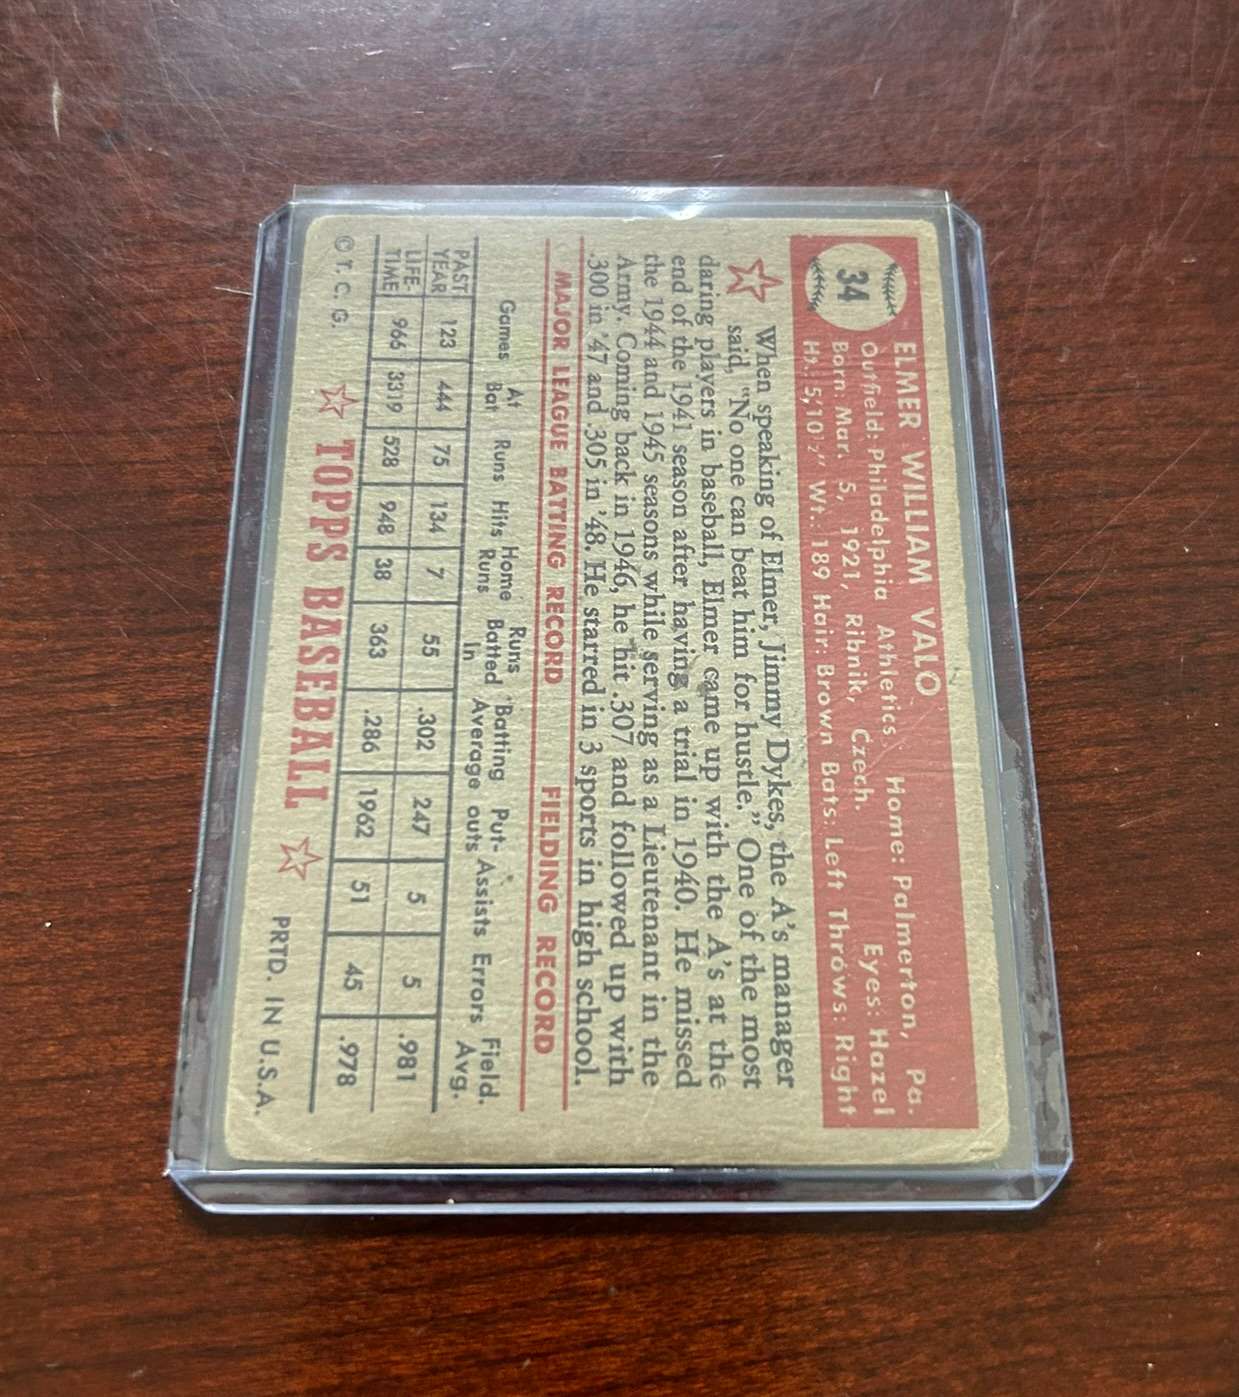 34
ELMER WILLIAM VALO
Outfield: Philadelphia Athletics Home: Palmerton, Pa.
Born: Mar. 5, 1921, Ribnik, Czech. Eyes: Hazel
Ht.: 5'10½" Wt.: 189 Hair: Brown Bats: Left Throws: Right
When speaking of Elmer, Jimmy Dykes, the A's manager
said, "No one can beat him for hustle." One of the most
daring players in baseball, Elmer came up with the A's at the
end of the 1941 season after having a trial in 1940. He missed
the 1944 and 1945 seasons while serving as a Lieutenant in the
Army. Coming back in 1946, he hit .307 and followed up with
.300 in '47 and .305 in '48. He starred in 3 sports in high school.
MAJOR LEAGUE BATTING RECORD FIELDING RECORD
Games At Bat Runs Hits Home Runs Runs Batted In Batting Average Put-outs Assists Errors Field. Avg.
PAST YEAR 123 444 75 134 7 55 .302 247 5 5 .981
LIFE-TIME 966 3319 528 948 38 363 .286 1962 51 45 .978
© T. C. G. TOPPS BASEBALL PRTD. IN U.S.A.